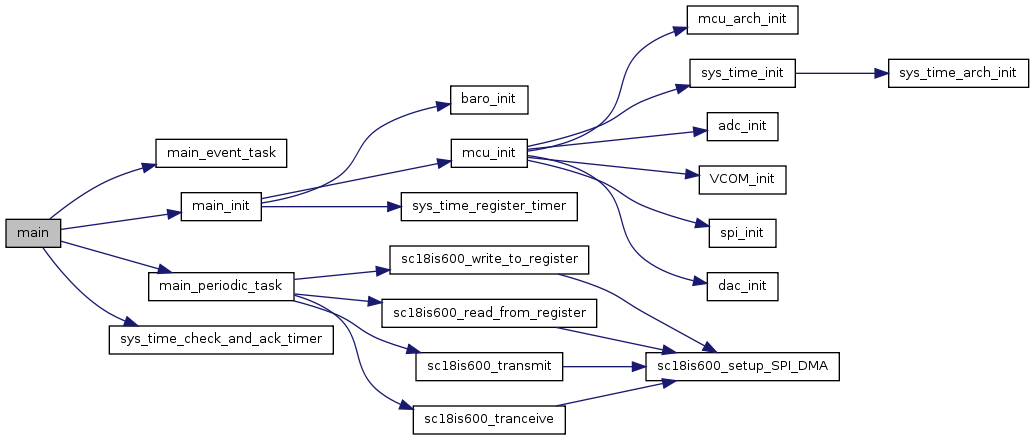 mcu_arch_init
sys_time_init
sys_time_arch_init
baro_init
adc_init
main_event_task
mcu_init
VCOM_init
main_init
sys_time_register_timer
main
spi_init
sc18is600_write_to_register
main_periodic_task
dac_init
sc18is600_read_from_register
sys_time_check_and_ack_timer
sc18is600_transmit
sc18is600_setup_SPI_DMA
sc18is600_tranceive